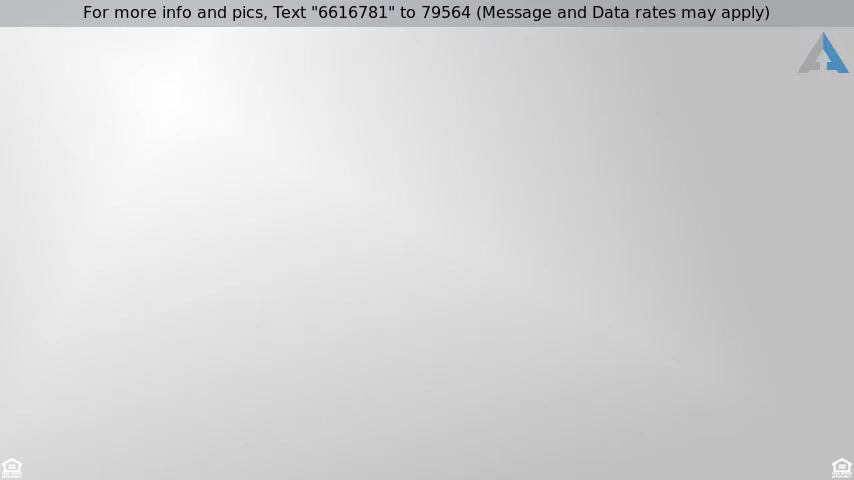 For more info and pics, Text "6616781" to 79564 (Message and Data rates may apply)